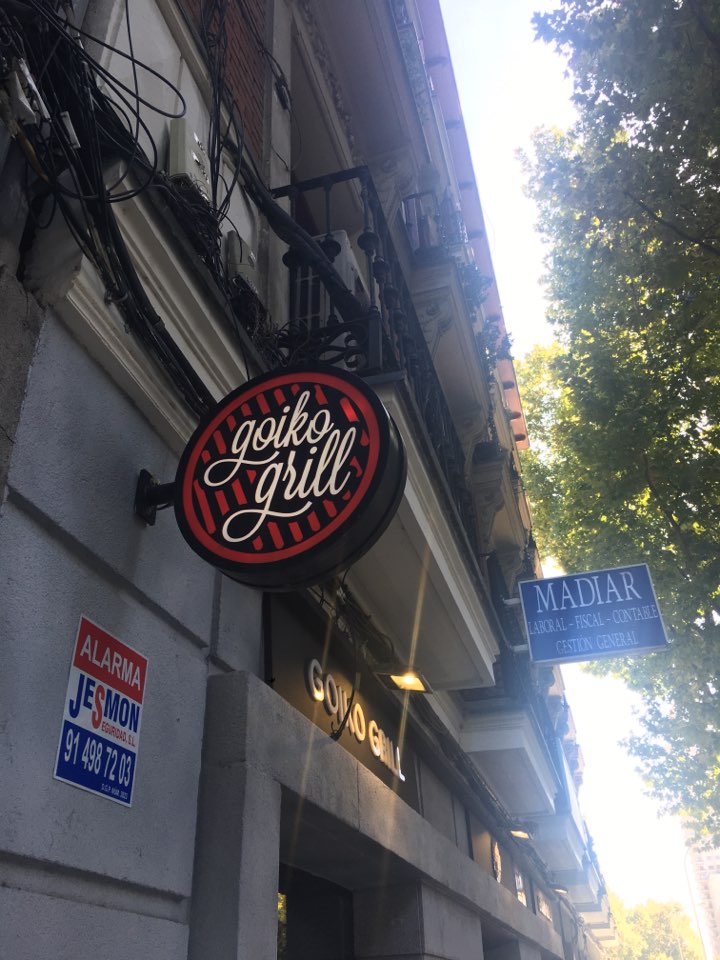 goiko
grill
MADIAR
LABORAL - FISCAL - CONTABLE
GESTIÓN GENERAL
ALARMA
JESMON
SEGURIDAD, S.L.
91 498 72 03
GOIKO GRILL